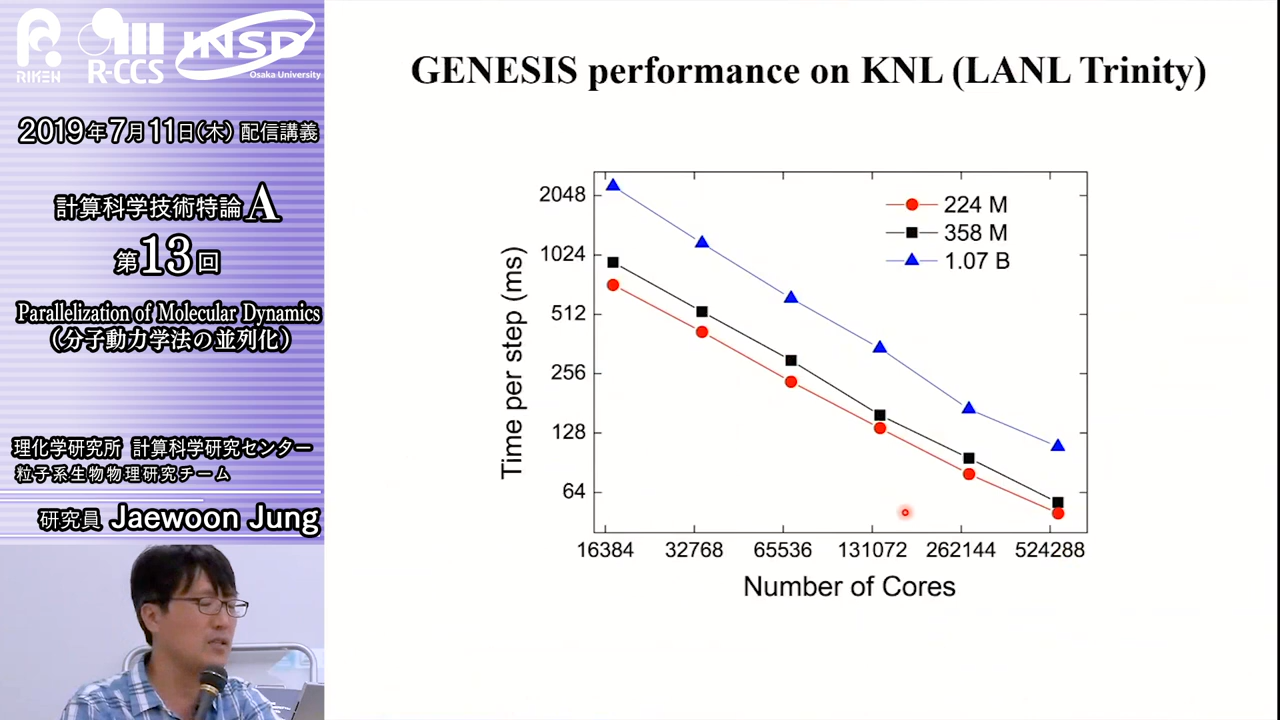 RIKEN
R-CCS
INSD
Osaka University
2019年7月11日(木) 配信講義
計算科学技術特論A
第13回
Parallelization of Molecular Dynamics
(分子動力学法の並列化)
理化学研究所 計算科学研究センター
粒子系生物物理研究チーム
研究員 Jaewoon Jung
GENESIS performance on KNL (LANL Trinity)
224 M
358 M
1.07 B
Time per step (ms)
2048
1024
512
256
128
64
16384 32768 65536 131072 262144 524288
Number of Cores